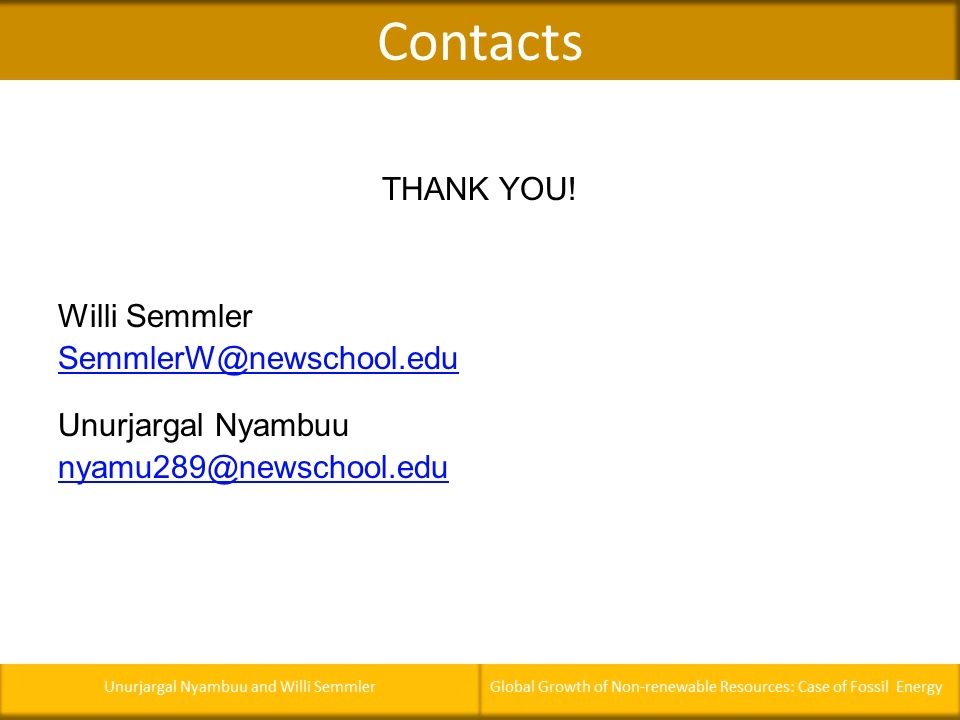 Contacts
THANK YOU!
Willi Semmler
SemmlerW@newschool.edu
Unurjargal Nyambuu
nyamu289@newschool.edu
Unurjargal Nyambuu and Willi Semmler
Global Growth of Non-renewable Resources: Case of Fossil Energy